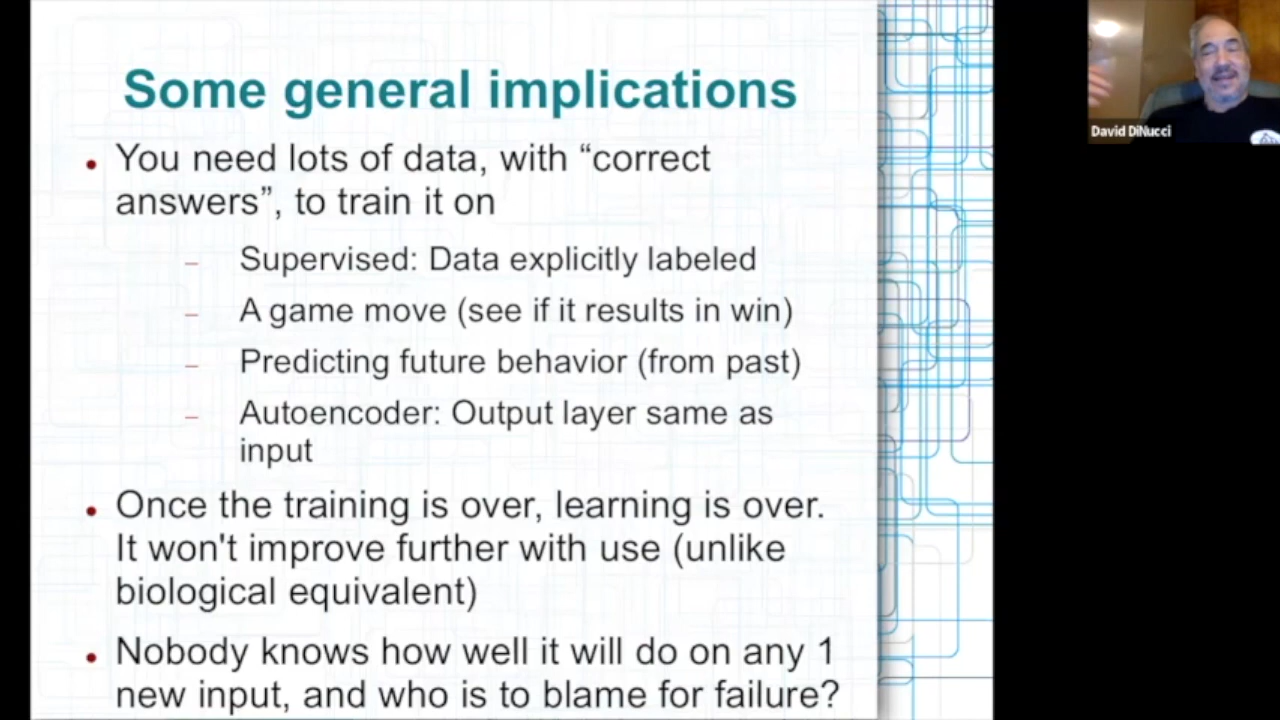 Some general implications
• You need lots of data, with “correct
answers”, to train it on
– Supervised: Data explicitly labeled
– A game move (see if it results in win)
– Predicting future behavior (from past)
– Autoencoder: Output layer same as
input
• Once the training is over, learning is over.
It won't improve further with use (unlike
biological equivalent)
• Nobody knows how well it will do on any 1
new input, and who is to blame for failure?
David DiNucci